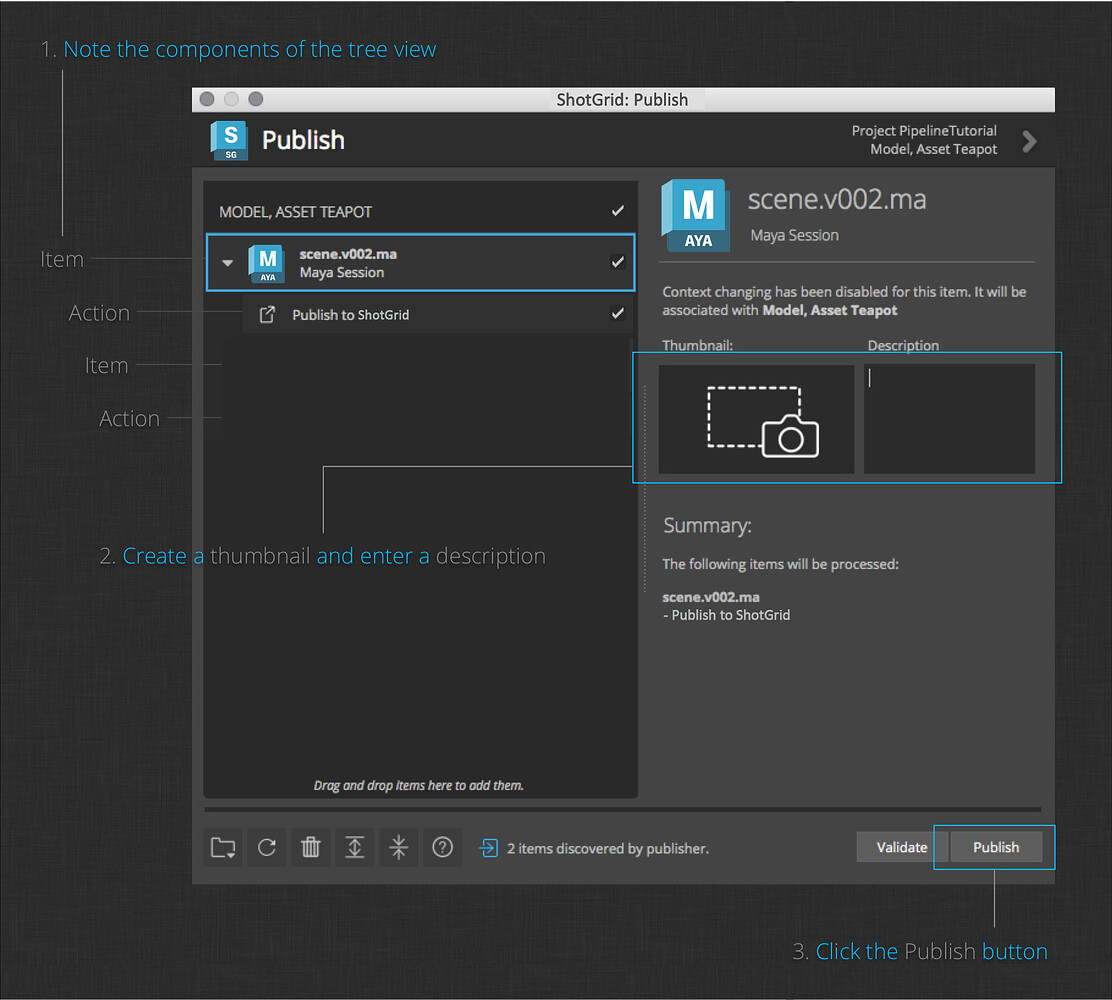 1. Note the components of the tree view
ShotGrid: Publish
S
SG
Publish
Project PipelineTutorial
Model, Asset Teapot
MODEL, ASSET TEAPOT
Item
M
AYA
scene.v002.ma
Maya Session
Action
Publish to ShotGrid
Item
Action
M
AYA
scene.v002.ma
Maya Session
Context changing has been disabled for this item. It will be
associated with Model, Asset Teapot
Thumbnail:
Description
2. Create a thumbnail and enter a description
Summary:
The following items will be processed:
scene.v002.ma
- Publish to ShotGrid
Drag and drop items here to add them.
?
2 items discovered by publisher.
Validate
Publish
3. Click the Publish button